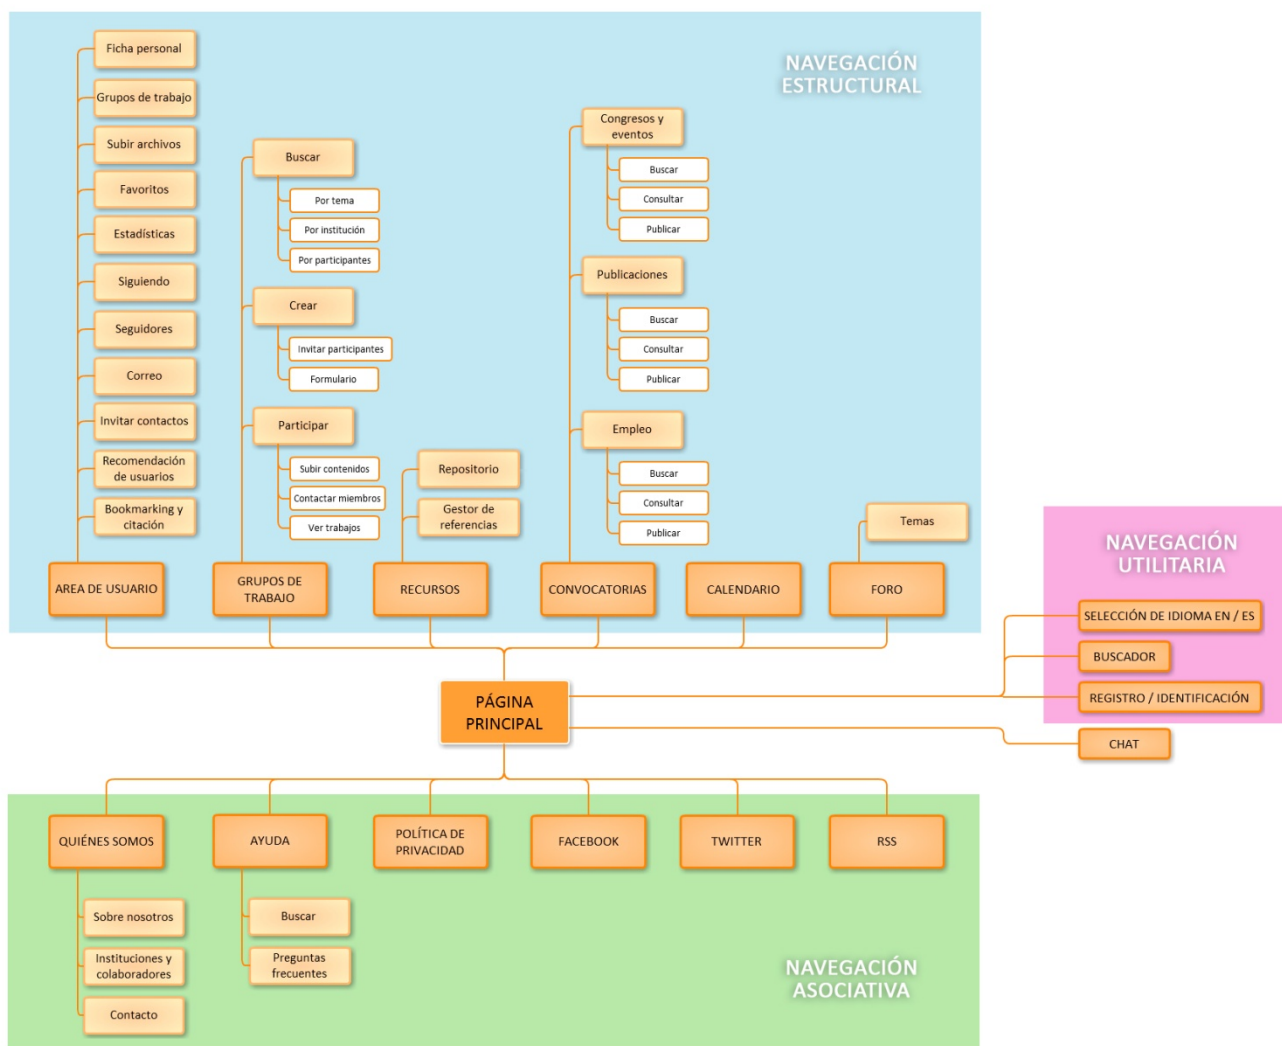 NAVEGACIÓN
ESTRUCTURAL
Ficha personal
Grupos de trabajo
Subir archivos
Favoritos
Estadísticas
Siguiendo
Seguidores
Correo
Invitar contactos
Recomendación
de usuarios
Bookmarking y
citación
AREA DE USUARIO
Buscar
Por tema
Por institución
Por participantes
Crear
Invitar participantes
Formulario
Participar
Subir contenidos
Contactar miembros
Ver trabajos
GRUPOS DE
TRABAJO
Repositorio
Gestor de
referencias
RECURSOS
Congresos y
eventos
Buscar
Consultar
Publicar
Publicaciones
Buscar
Consultar
Publicar
Empleo
Buscar
Consultar
Publicar
CONVOCATORIAS
CALENDARIO
Temas
FORO
NAVEGACIÓN
UTILITARIA
SELECCIÓN DE IDIOMA EN / ES
BUSCADOR
REGISTRO / IDENTIFICACIÓN
CHAT
PÁGINA
PRINCIPAL
QUIÉNES SOMOS
Sobre nosotros
Instituciones y
colaboradores
Contacto
AYUDA
Buscar
Preguntas
frecuentes
POLÍTICA DE
PRIVACIDAD
FACEBOOK
TWITTER
RSS
NAVEGACIÓN
ASOCIATIVA